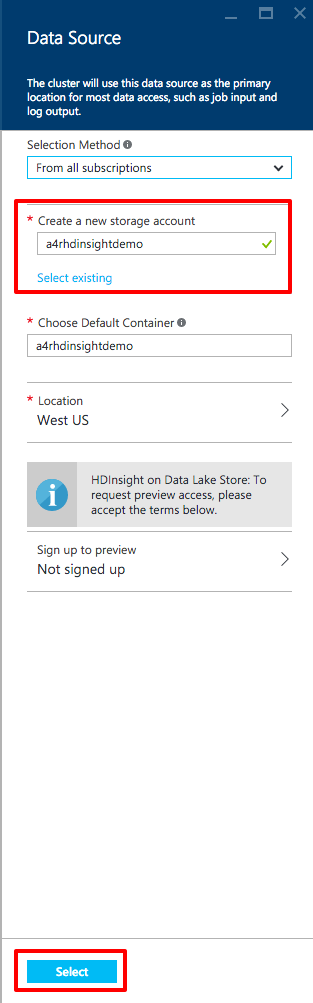 Data Source
The cluster will use this data source as the primary
location for most data access, such as job input and
log output.
Selection Method
From all subscriptions
* Create a new storage account
a4rhdinsightdemo
Select existing
* Choose Default Container
a4rhdinsightdemo
* Location
West US
HDInsight on Data Lake Store: To
request preview access, please
accept the terms below.
Sign up to preview
Not signed up
Select